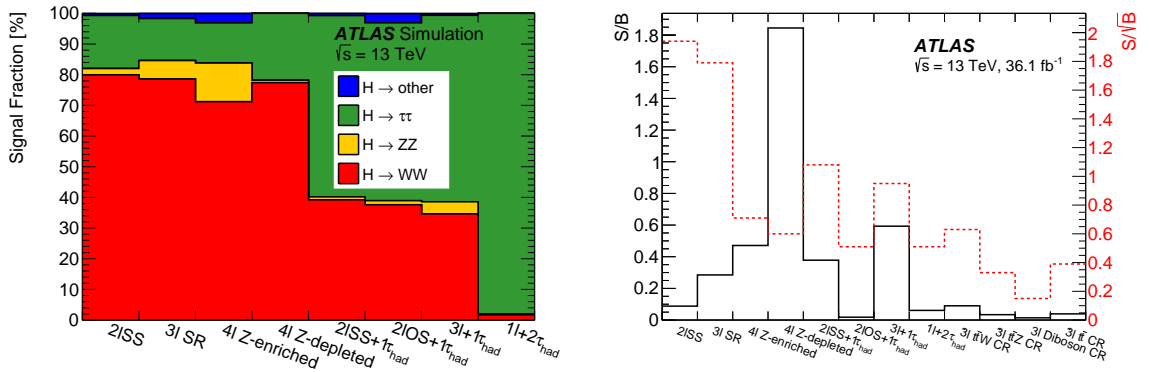 Signal Fraction [%]
100
90
80
70
60
50
40
30
20
10
0
ATLAS Simulation
√s = 13 TeV
H → other
H → ττ
H → ZZ
H → WW
2lSS
3l SR
4l Z-enriched
4l Z-depleted
2lSS+1τhad
2lOS+1τhad
3l+1τhad
1l+2τhad
S/B
1.8
1.6
1.4
1.2
1
0.8
0.6
0.4
0.2
0
ATLAS
√s = 13 TeV, 36.1 fb⁻¹
S/√B
2
1.8
1.6
1.4
1.2
1
0.8
0.6
0.4
0.2
0
2lSS
3l SR
4l Z-enriched
4l Z-depleted
2lSS+1τhad
2lOS+1τhad
3l+1τhad
1l+2τhad
3l tt̄W CR
3l tt̄Z CR
3l Diboson CR
3l tt̄ CR